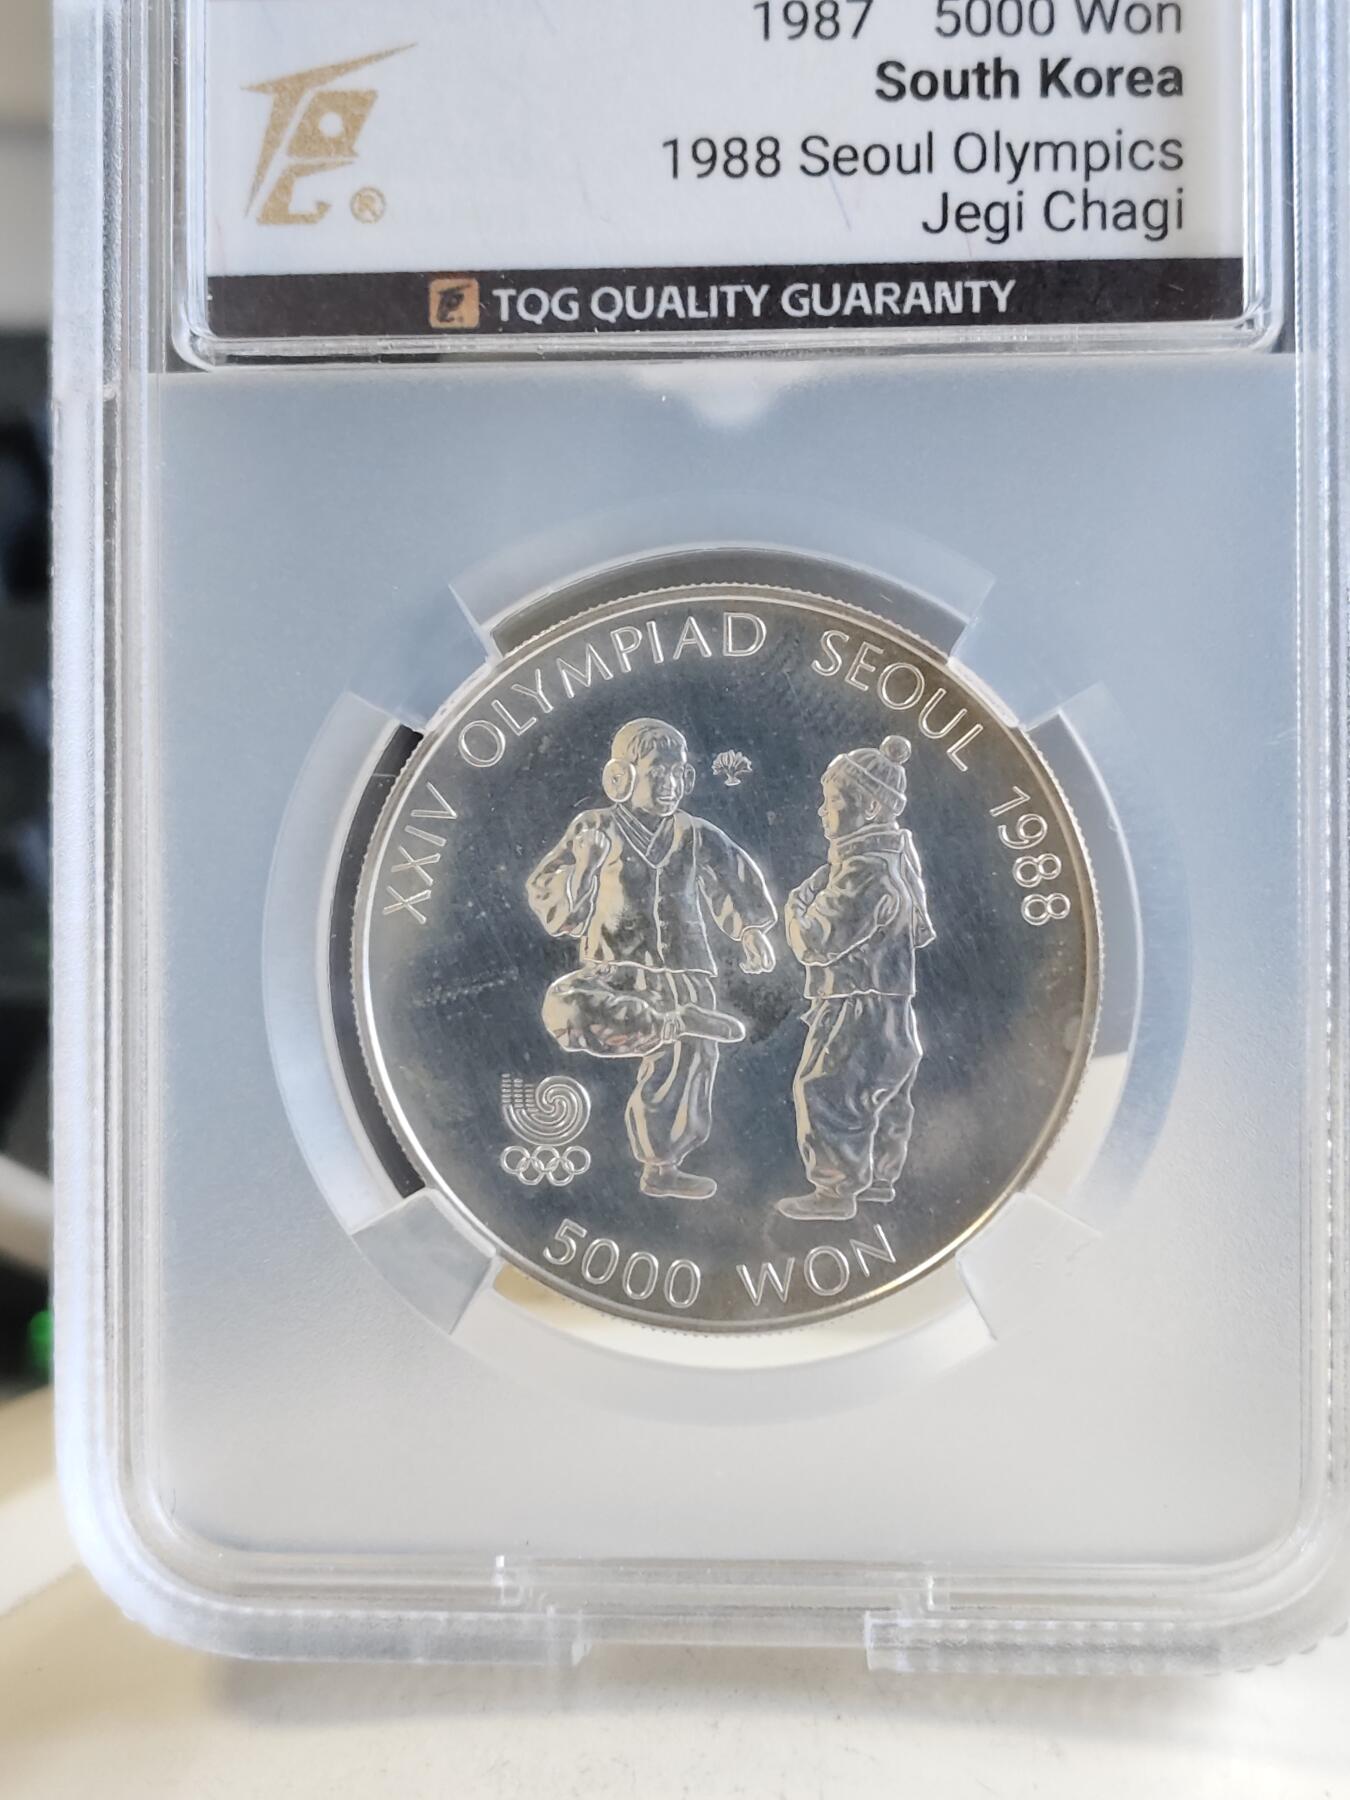 1987 5000 Won
South Korea
1988 Seoul Olympics
Jegi Chagi
®
TQG QUALITY GUARANTY
XXIV OLYMPIAD SEOUL 1988
5000 WON